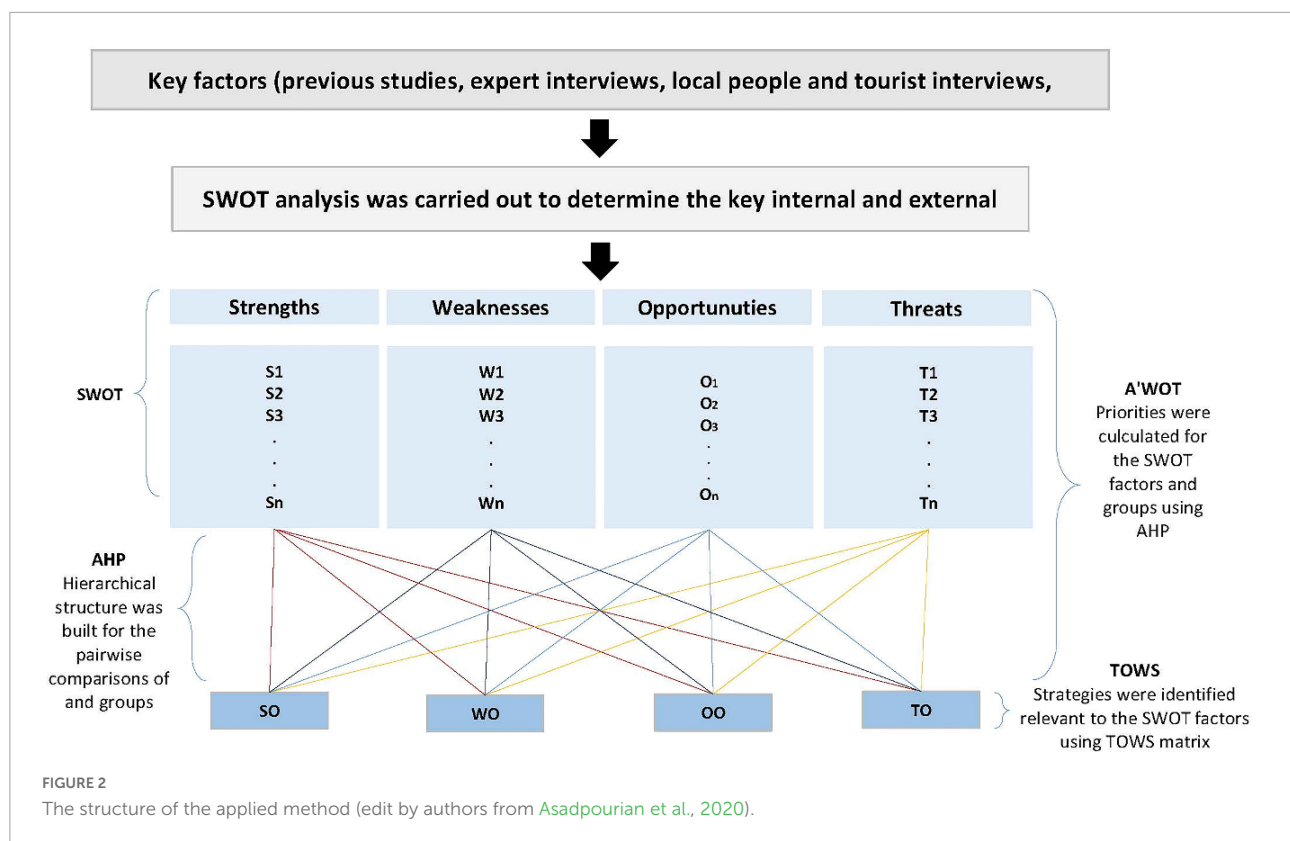 Key factors (previous studies, expert interviews, local people and tourist interviews,
SWOT analysis was carried out to determine the key internal and external
Strengths
Weaknesses
Opportunuties
Threats
SWOT
S1
S2
S3
.
.
.
Sn
W1
W2
W3
.
.
.
Wn
O1
O2
O3
.
.
.
On
T1
T2
T3
.
.
.
Tn
A'WOT
Priorities were
culculated for
the SWOT
factors and
groups using
AHP
AHP
Hierarchical
structure was
built for the
pairwise
comparisons of
and groups
SO
WO
OO
TO
TOWS
Strategies were identified
relevant to the SWOT factors
using TOWS matrix
FIGURE 2
The structure of the applied method (edit by authors from Asadpourian et al., 2020).